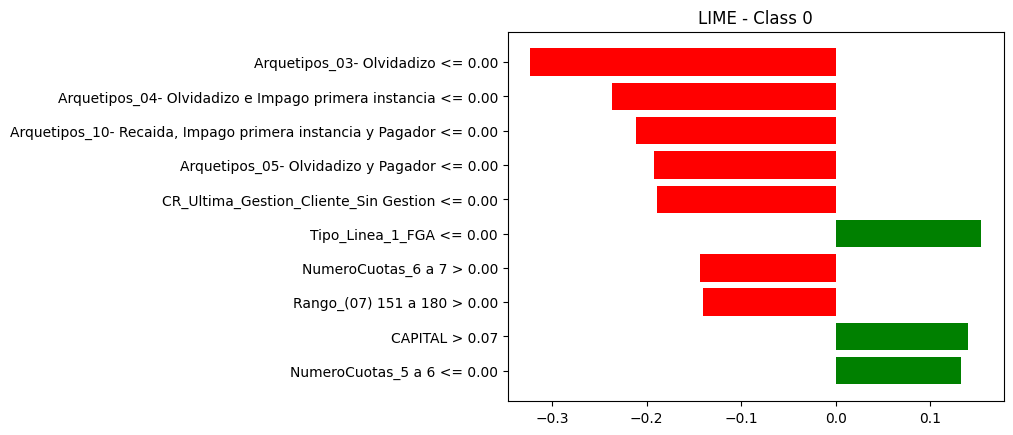 LIME - Class 0
Arquetipos_03- Olvidadizo <= 0.00
Arquetipos_04- Olvidadizo e Impago primera instancia <= 0.00
Arquetipos_10- Recaida, Impago primera instancia y Pagador <= 0.00
Arquetipos_05- Olvidadizo y Pagador <= 0.00
CR_Ultima_Gestion_Cliente_Sin Gestion <= 0.00
Tipo_Linea_1_FGA <= 0.00
NumeroCuotas_6 a 7 > 0.00
Rango_(07) 151 a 180 > 0.00
CAPITAL > 0.07
NumeroCuotas_5 a 6 <= 0.00
−0.3 −0.2 −0.1 0.0 0.1